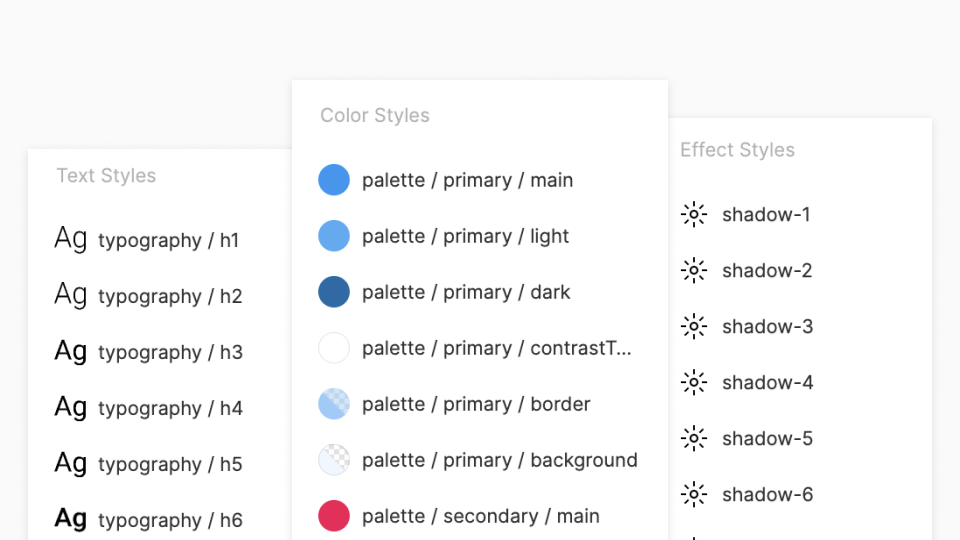 Text Styles
Ag typography / h1
Ag typography / h2
Ag typography / h3
Ag typography / h4
Ag typography / h5
Ag typography / h6
Color Styles
palette / primary / main
palette / primary / light
palette / primary / dark
palette / primary / contrastT...
palette / primary / border
palette / primary / background
palette / secondary / main
Effect Styles
shadow-1
shadow-2
shadow-3
shadow-4
shadow-5
shadow-6